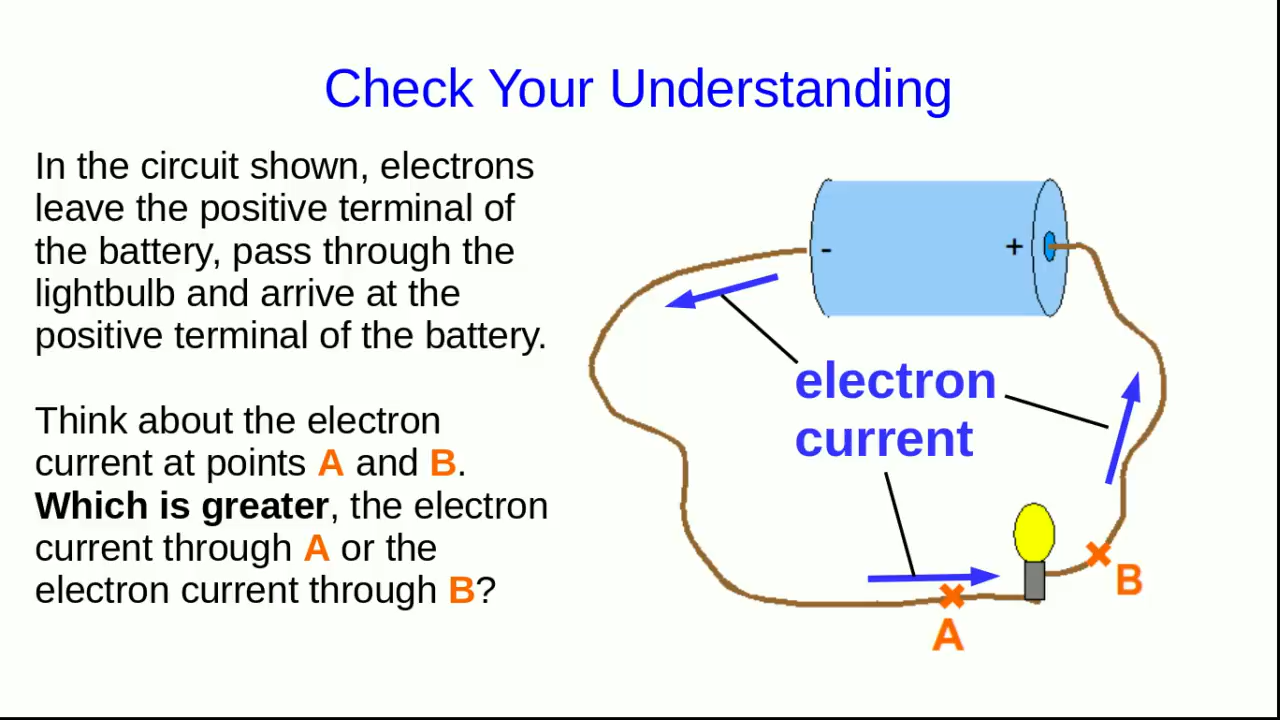 Check Your Understanding
In the circuit shown, electrons
leave the positive terminal of
the battery, pass through the
lightbulb and arrive at the
positive terminal of the battery.
Think about the electron
current at points A and B.
Which is greater, the electron
current through A or the
electron current through B?
- +
electron
current
B
A